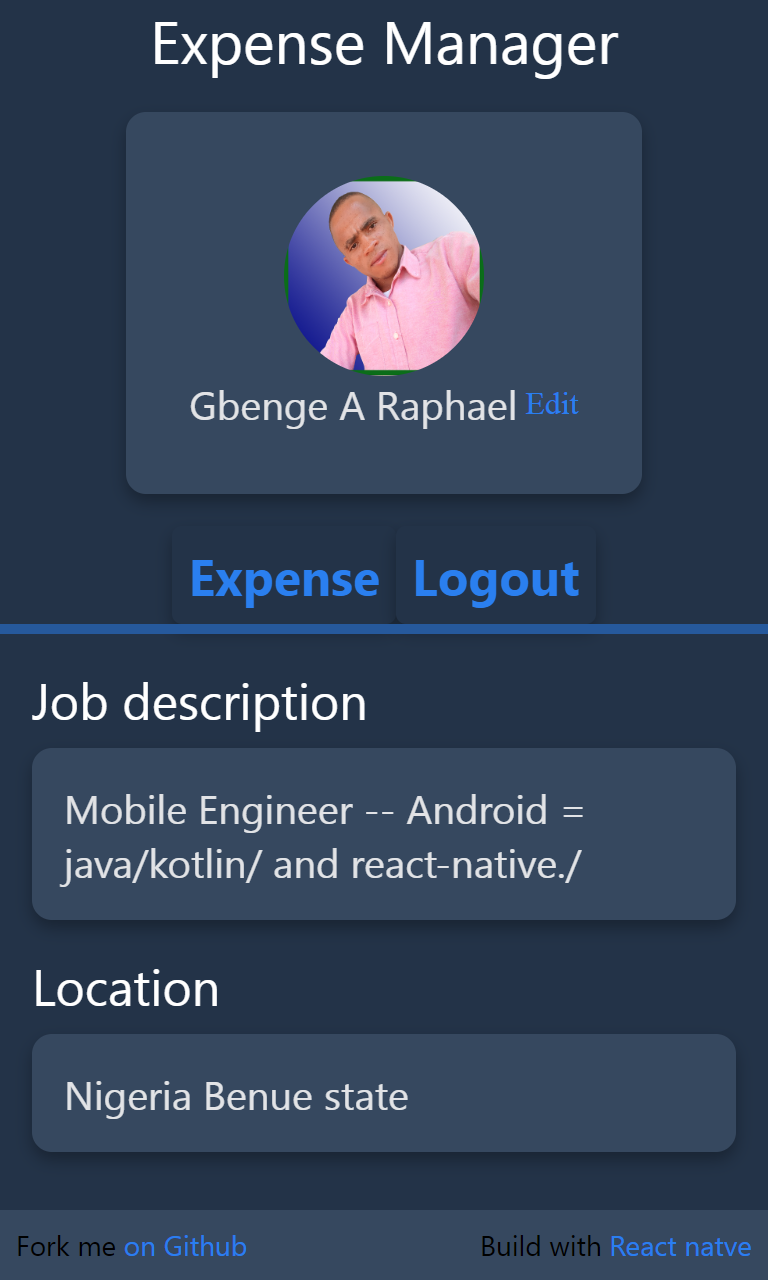 Expense Manager
Gbenge A Raphael Edit
Expense Logout
Job description
Mobile Engineer -- Android =
java/kotlin/ and react-native./
Location
Nigeria Benue state
Fork me on Github Build with React natve